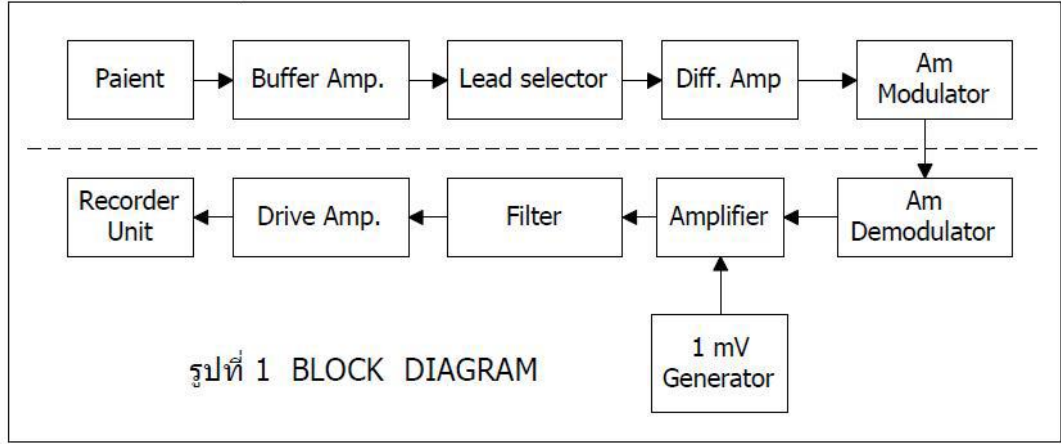 Paient
Buffer Amp.
Lead selector
Diff. Amp
Am
Modulator
Recorder
Unit
Drive Amp.
Filter
Amplifier
Am
Demodulator
1 mV
Generator
รูปที่ 1 BLOCK DIAGRAM